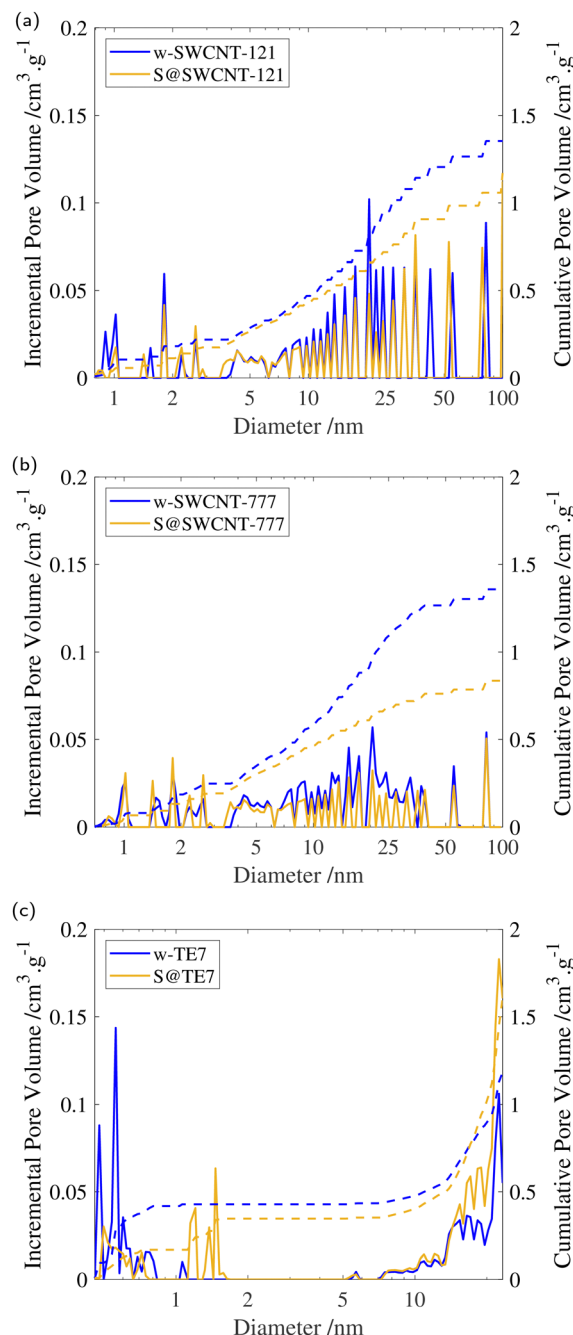 (a)
0.2
0.15
0.1
0.05
0
2
1.5
1
0.5
0
w-SWCNT-121
S@SWCNT-121
1 2 5 10 25 50 100
Diameter /nm
Incremental Pore Volume /cm³.g⁻¹
Cumulative Pore Volume /cm³.g⁻¹
(b)
0.2
0.15
0.1
0.05
0
2
1.5
1
0.5
0
w-SWCNT-777
S@SWCNT-777
1 2 5 10 25 50 100
Diameter /nm
Incremental Pore Volume /cm³.g⁻¹
Cumulative Pore Volume /cm³.g⁻¹
(c)
0.2
0.15
0.1
0.05
0
2
1.5
1
0.5
0
w-TE7
S@TE7
1 2 5 10
Diameter /nm
Incremental Pore Volume /cm³.g⁻¹
Cumulative Pore Volume /cm³.g⁻¹